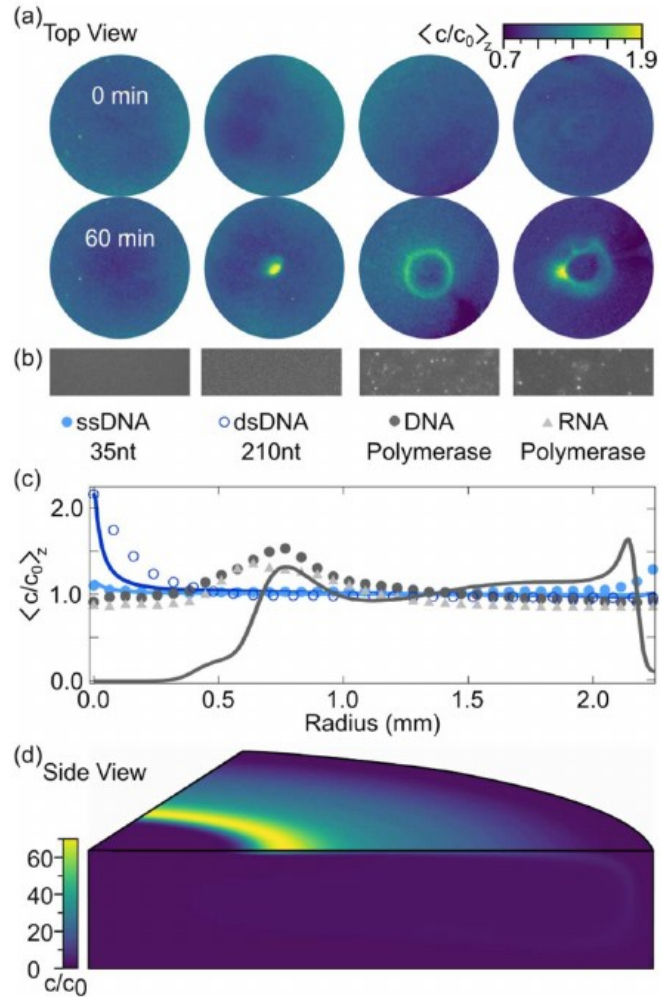 (a)
Top View
⟨c/c₀⟩z
0.7 1.9
0 min
60 min
(b)
ssDNA dsDNA DNA RNA
35nt 210nt Polymerase Polymerase
(c)
⟨c/c₀⟩z
2.0
1.0
0.0
0.0 0.5 1.0 1.5 2.0
Radius (mm)
(d)
Side View
60
40
20
0
c/c₀